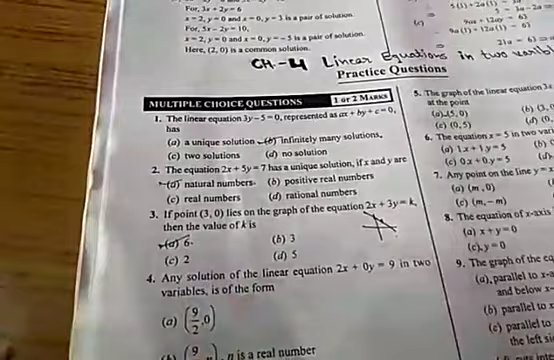 For, 3x + 2y = 6
x = 2, y = 0 and x = 0, y = 3 is a pair of solution.
For, 5x − 2y = 10,
x = 2, y = 0 and x = 0, y = − 5 is a pair of solution.
Here, (2, 0) is a common solution.
CH-4 Linear Equations in two
Practice Questions
MULTIPLE CHOICE QUESTIONS 1 or 2 MARKS
1. The linear equation 3y − 5 = 0, represented as ax + by + c = 0,
has
(a) a unique solution (b) infinitely many solutions,
(c) two solutions (d) no solution
2. The equation 2x + 5y = 7 has a unique solution, if x and y are
(a) natural numbers (b) positive real numbers
(c) real numbers (d) rational numbers
3. If point (3, 0) lies on the graph of the equation 2x + 3y = k,
then the value of k is
(a) 6 (b) 3
(c) 2 (d) 5
4. Any solution of the linear equation 2x + 0y = 9 in two
variables, is of the form
(a) (9/2, 0)
n is a real number
5. The graph of the linear equation
at the point
(a) (5, 0) (b)
(c) (0, 5) (d)
6. The equation x = 5 in two
(a) 1.x + 1.y = 5
(c) 0.x + 0.y = 5
7. Any point on the line y =
(a) (m, 0)
(c) (m, − m)
8. The equation of x-axis
(a) x + y = 0
(c) y = 0
9. The graph of the
(a) parallel to
and below
(b) parallel to
(c) parallel to
the left